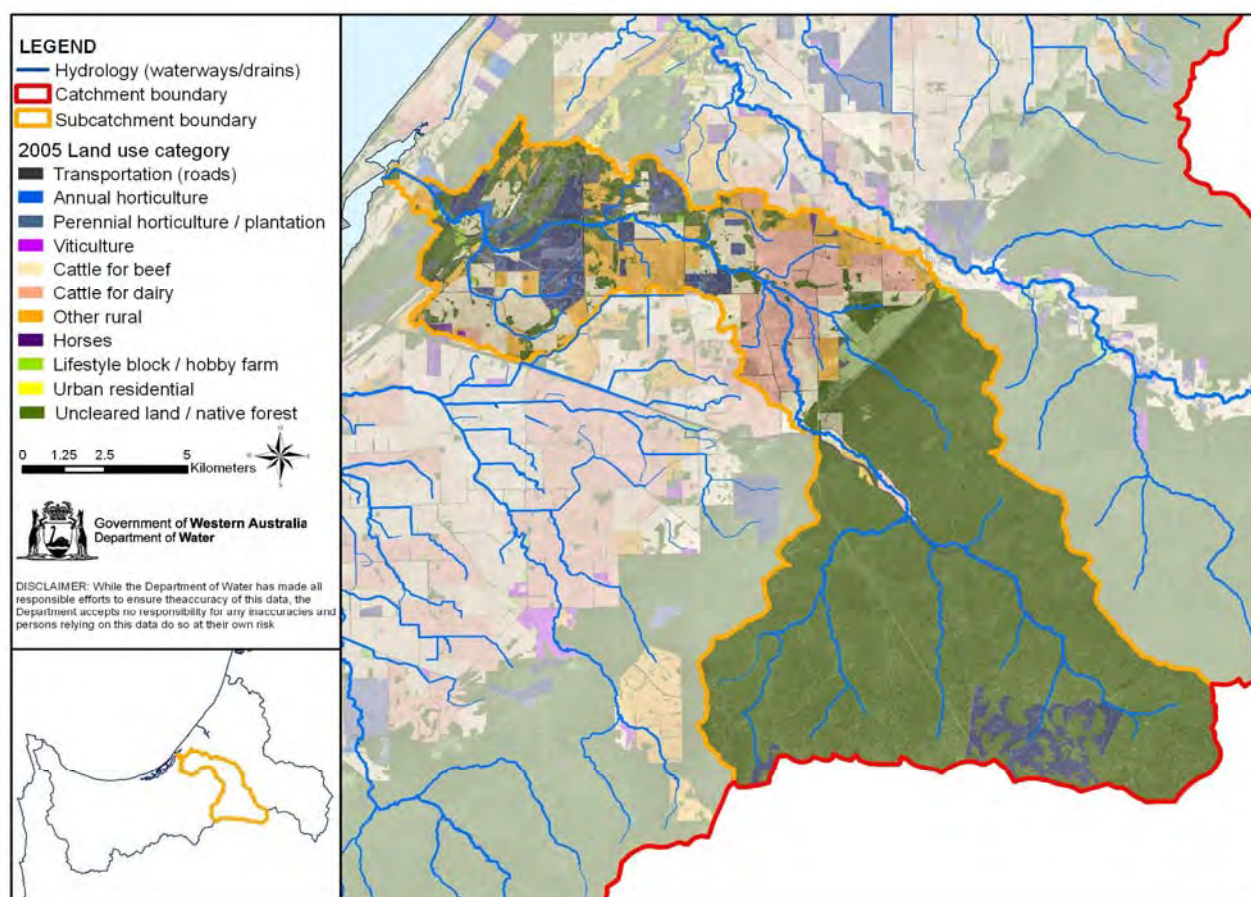 LEGEND
Hydrology (waterways/drains)
Catchment boundary
Subcatchment boundary
2005 Land use category
Transportation (roads)
Annual horticulture
Perennial horticulture / plantation
Viticulture
Cattle for beef
Cattle for dairy
Other rural
Horses
Lifestyle block / hobby farm
Urban residential
Uncleared land / native forest
0 1.25 2.5 5
Kilometers
Government of Western Australia
Department of Water
DISCLAIMER: While the Department of Water has made all
responsible efforts to ensure theaccuracy of this data, the
Department accepts no responsibility for any inaccuracies and
persons relying on this data do so at their own risk